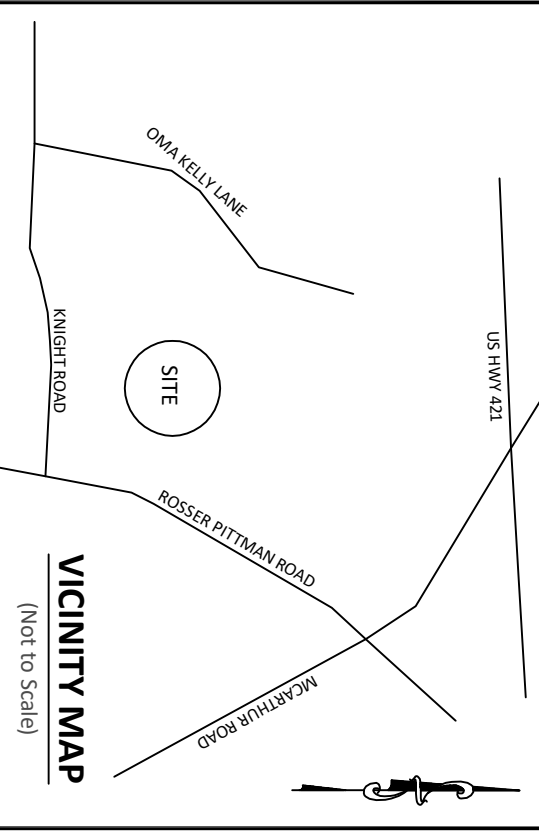 US HWY 421
OMA KELLY LANE
SITE
KNIGHT ROAD
ROSSER PITTMAN ROAD
MCARTHUR ROAD
VICINITY MAP
(Not to Scale)